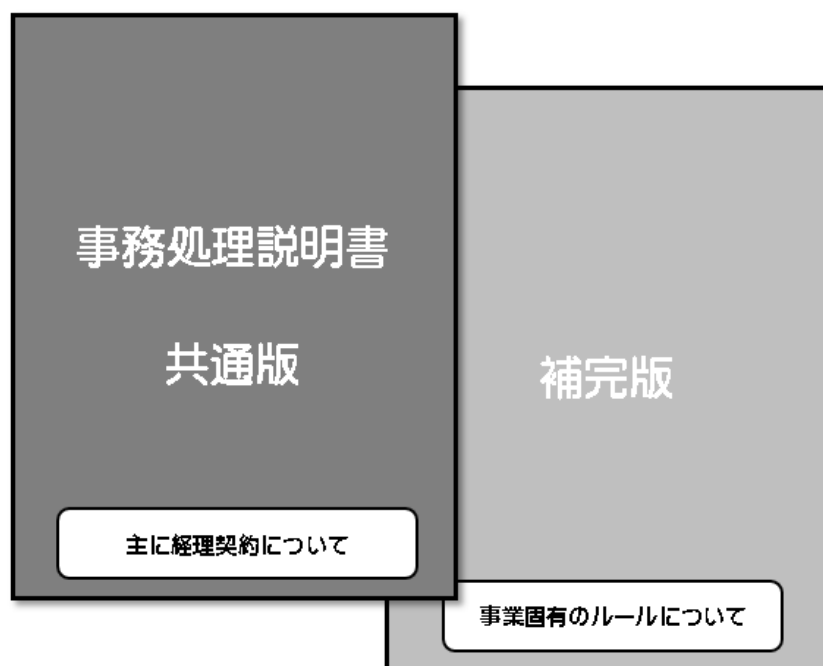 事務処理説明書
共通版
主に経理契約について
補完版
事業固有のルールについて